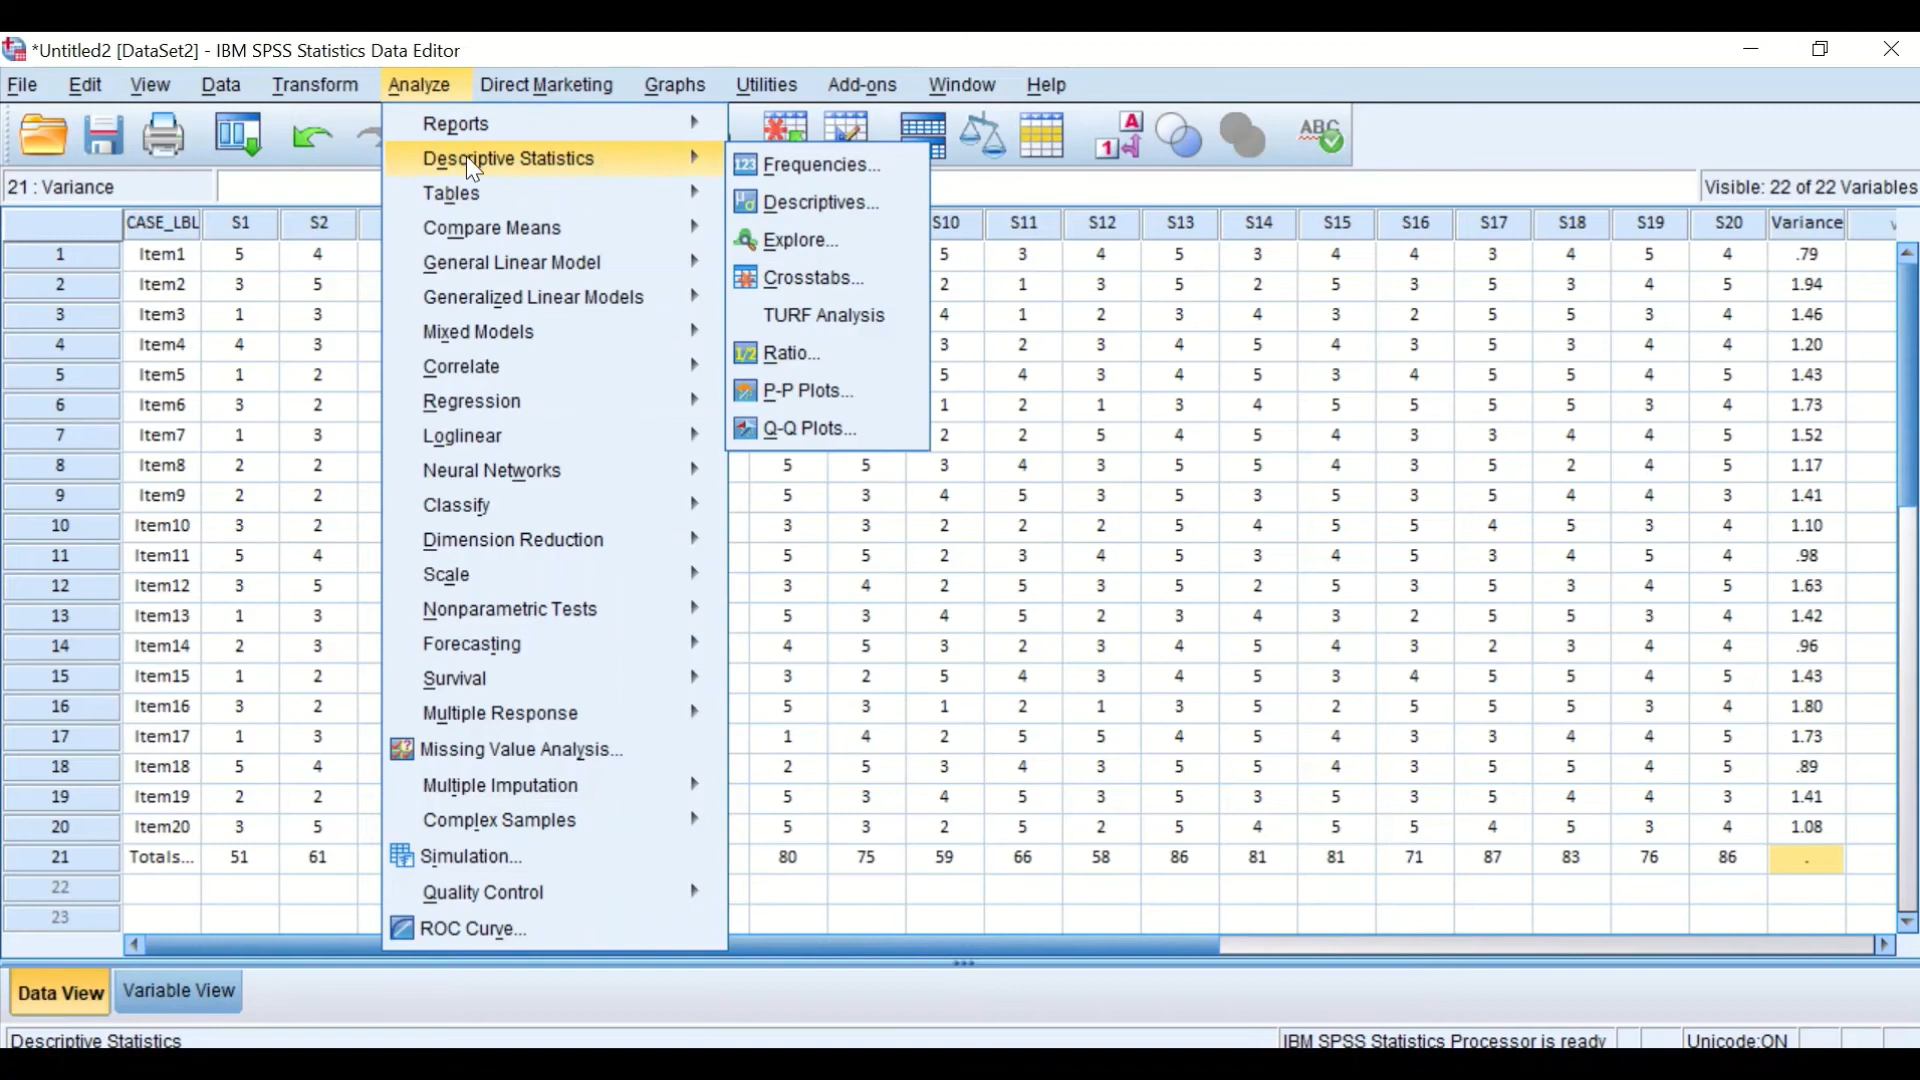 *Untitled2 [DataSet2] - IBM SPSS Statistics Data Editor
File Edit View Data Transform Analyze Direct Marketing Graphs Utilities Add-ons Window Help
21 : Variance
Visible: 22 of 22 Variables
Reports
Descriptive Statistics
Tables
Compare Means
General Linear Model
Generalized Linear Models
Mixed Models
Correlate
Regression
Loglinear
Neural Networks
Classify
Dimension Reduction
Scale
Nonparametric Tests
Forecasting
Survival
Multiple Response
Missing Value Analysis...
Multiple Imputation
Complex Samples
Simulation...
Quality Control
ROC Curve...
Frequencies...
Descriptives...
Explore...
Crosstabs...
TURF Analysis
Ratio...
P-P Plots...
Q-Q Plots...
CASE_LBL S1 S2 S10 S11 S12 S13 S14 S15 S16 S17 S18 S19 S20 Variance
1 Item1 5 4 5 3 4 5 3 4 4 3 4 5 4 .79
2 Item2 3 5 2 1 3 5 2 5 3 5 3 4 5 1.94
3 Item3 1 3 4 1 2 3 4 3 2 5 5 3 4 1.46
4 Item4 4 3 3 2 3 4 5 4 3 5 3 4 4 1.20
5 Item5 1 2 5 4 3 4 5 3 4 5 5 4 5 1.43
6 Item6 3 2 1 2 1 3 4 5 5 5 5 3 4 1.73
7 Item7 1 3 2 2 5 4 5 4 3 3 4 4 5 1.52
8 Item8 2 2 5 5 3 4 3 5 5 4 3 5 2 4 5 1.17
9 Item9 2 2 5 3 4 5 3 5 3 5 3 5 4 4 3 1.41
10 Item10 3 2 3 3 2 2 2 5 4 5 5 4 5 3 4 1.10
11 Item11 5 4 5 5 2 3 4 5 3 4 5 3 4 5 4 .98
12 Item12 3 5 3 4 2 5 3 5 2 5 3 5 3 4 5 1.63
13 Item13 1 3 5 3 4 5 2 3 4 3 2 5 5 3 4 1.42
14 Item14 2 3 4 5 3 2 3 4 5 4 3 2 3 4 4 .96
15 Item15 1 2 3 2 5 4 3 4 5 3 4 5 5 4 5 1.43
16 Item16 3 2 5 3 1 2 1 3 5 2 5 5 5 3 4 1.80
17 Item17 1 3 1 4 2 5 5 4 5 4 3 3 4 4 5 1.73
18 Item18 5 4 2 5 3 4 3 5 5 4 3 5 5 4 5 .89
19 Item19 2 2 5 3 4 5 3 5 3 5 3 5 4 4 3 1.41
20 Item20 3 5 5 3 2 5 2 5 4 5 5 4 5 3 4 1.08
21 Totals... 51 61 80 75 59 66 58 86 81 81 71 87 83 76 86 .
22
23
Data View Variable View
Descriptive Statistics
IBM SPSS Statistics Processor is ready
Unicode:ON